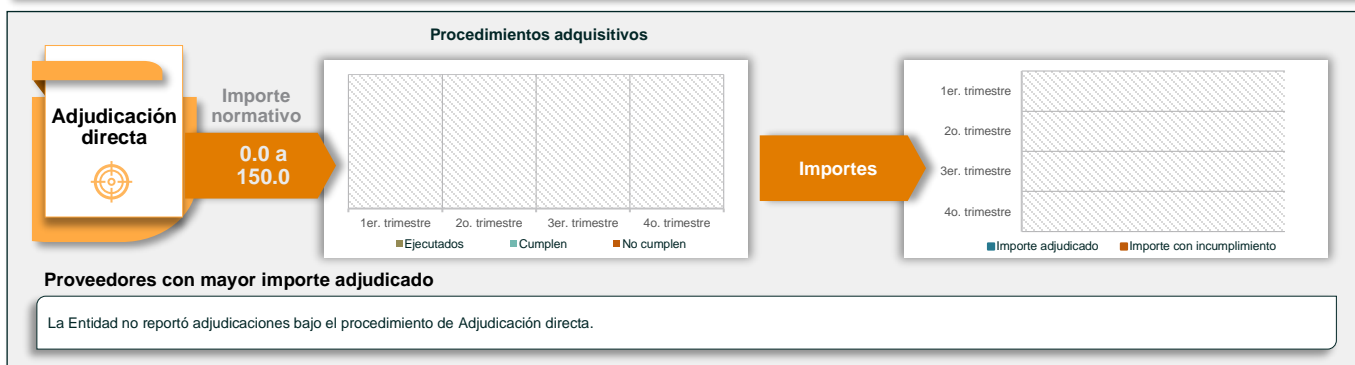 Procedimientos adquisitivos
Adjudicación
directa
Importe
normativo
0.0 a
150.0
1er. trimestre
2o. trimestre
3er. trimestre
4o. trimestre
Ejecutados
Cumplen
No cumplen
Importes
1er. trimestre
2o. trimestre
3er. trimestre
4o. trimestre
Importe adjudicado
Importe con incumplimiento
Proveedores con mayor importe adjudicado
La Entidad no reportó adjudicaciones bajo el procedimiento de Adjudicación directa.